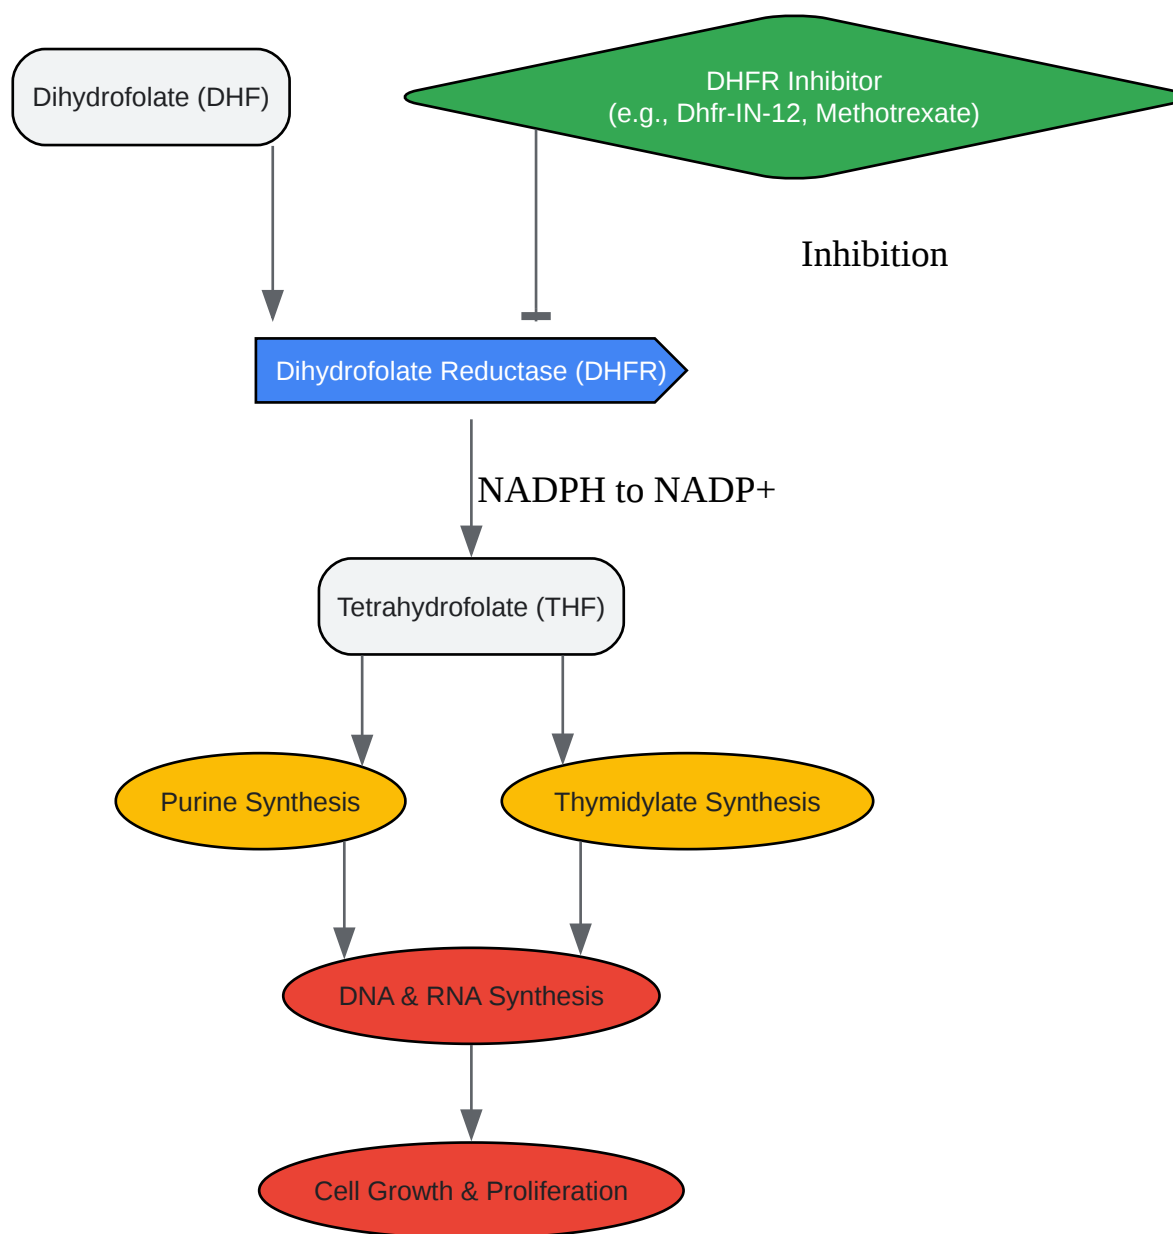 Dihydrofolate (DHF)
DHFR Inhibitor
(e.g., Dhfr-IN-12, Methotrexate)
Inhibition
Dihydrofolate Reductase (DHFR)
NADPH to NADP+
Tetrahydrofolate (THF)
Purine Synthesis
Thymidylate Synthesis
DNA & RNA Synthesis
Cell Growth & Proliferation